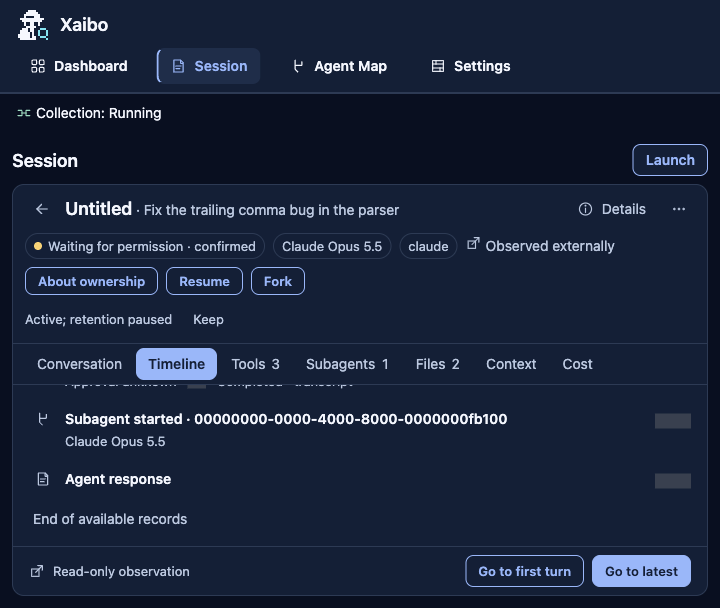 Xaibo
Dashboard Session Agent Map Settings
Collection: Running
Session Launch
Untitled · Fix the trailing comma bug in the parser Details ···
Waiting for permission · confirmed Claude Opus 5.5 claude Observed externally
About ownership Resume Fork
Active; retention paused Keep
Conversation Timeline Tools 3 Subagents 1 Files 2 Context Cost
Subagent started · 00000000-0000-4000-8000-0000000fb100
Claude Opus 5.5
Agent response
End of available records
Read-only observation Go to first turn Go to latest